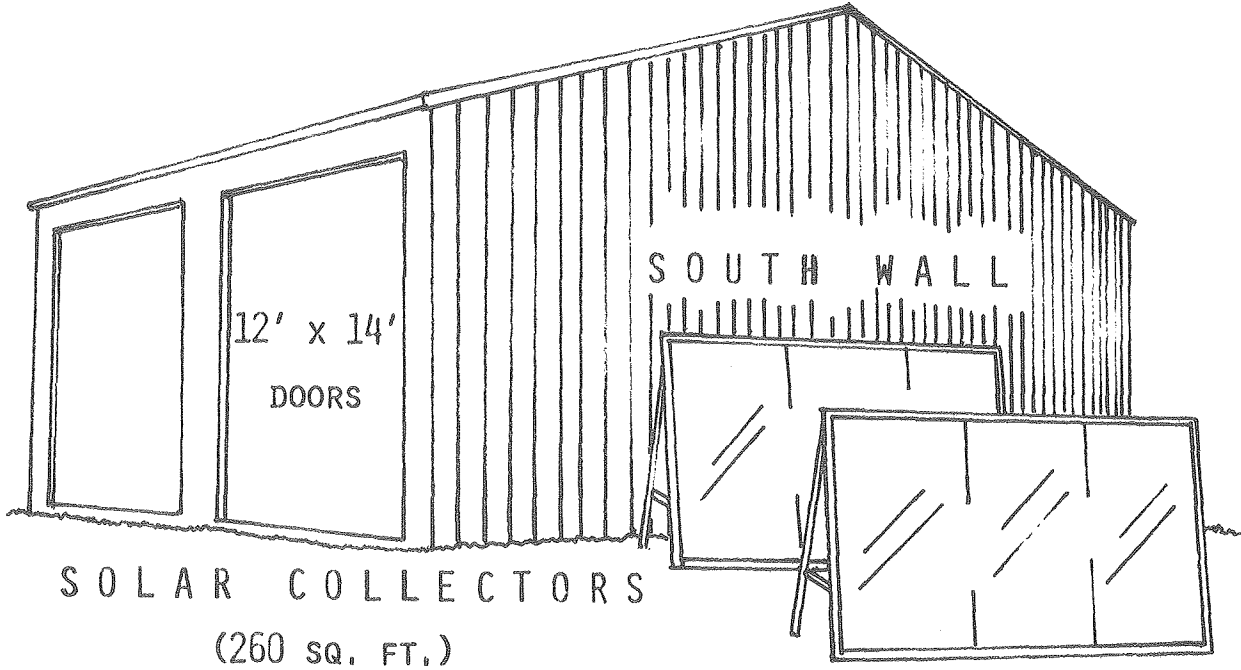 SOUTH WALL
12' x 14'
DOORS
SOLAR COLLECTORS
(260 SQ. FT.)